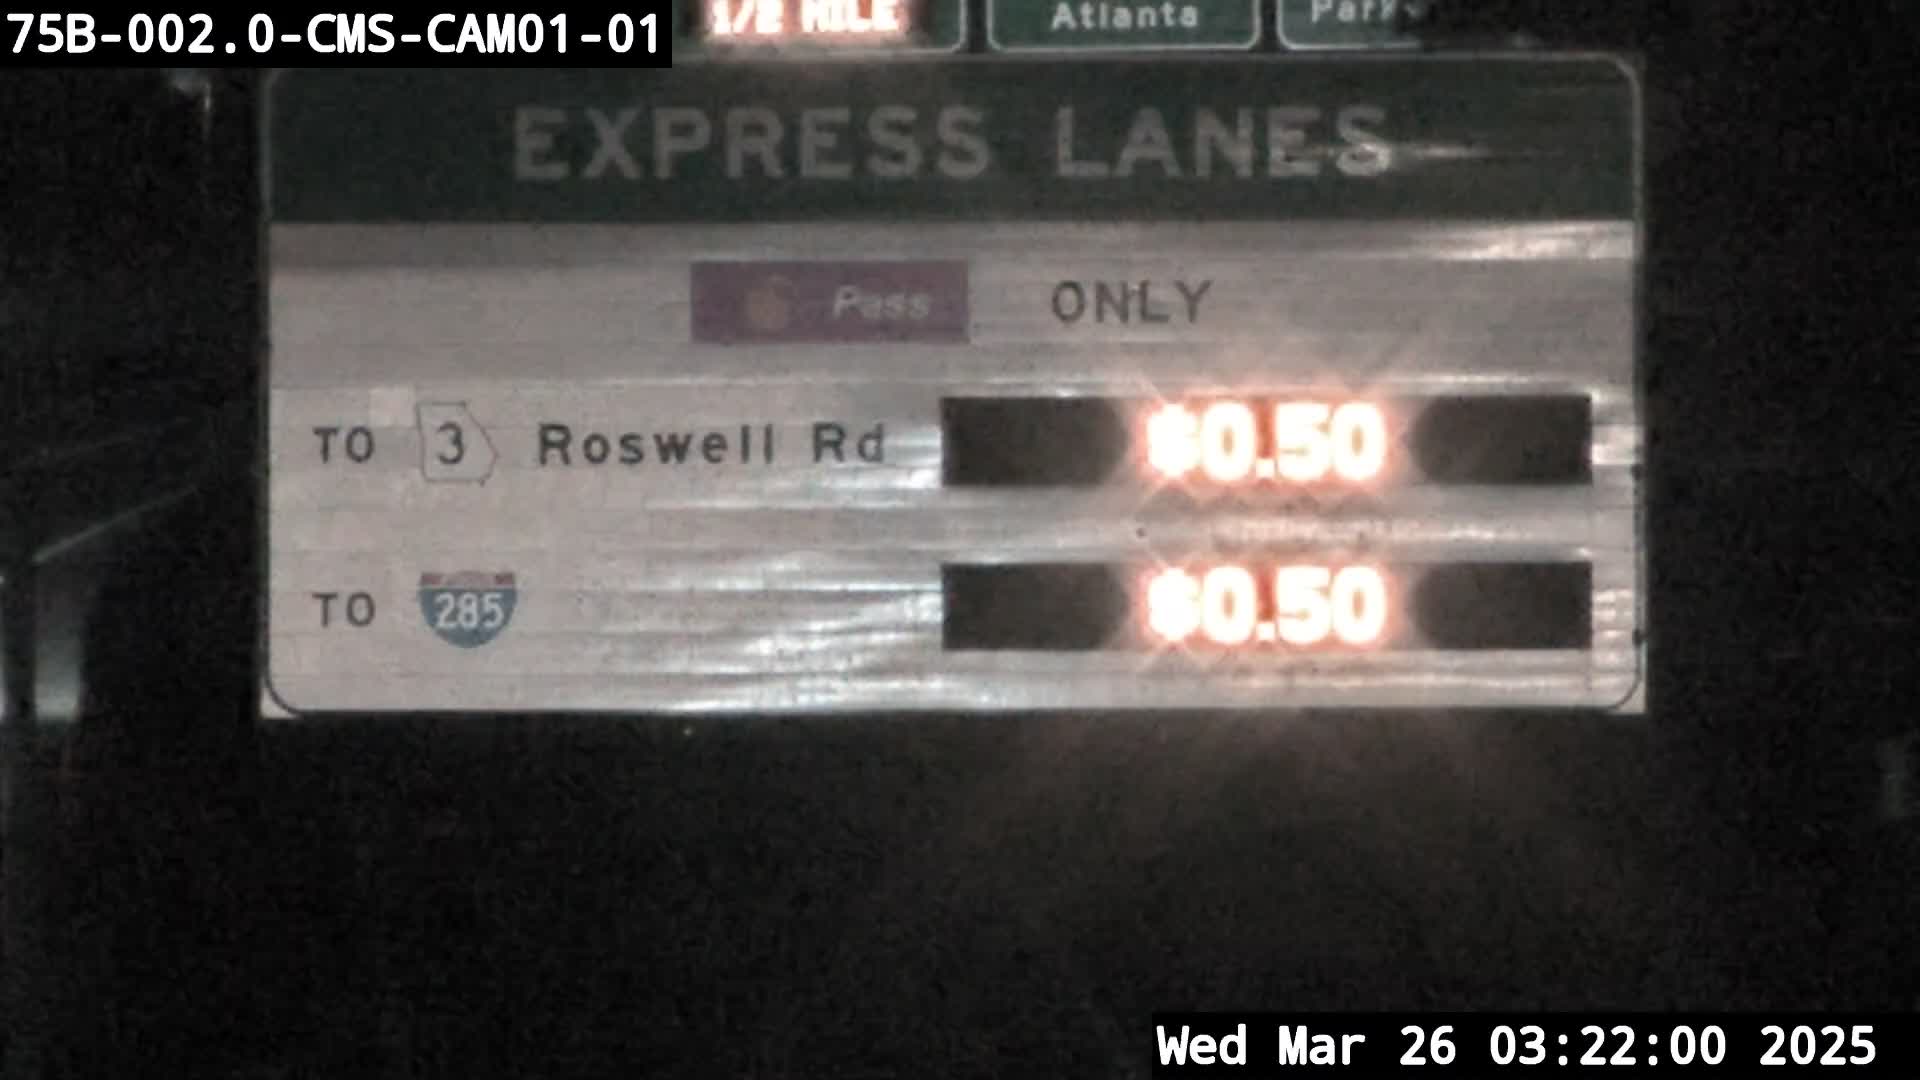 75B-002.0-CMS-CAM01-01
1/2 MILE
Atlanta
Park
EXPRESS LANES
Pass ONLY
TO 3 Roswell Rd $0.50
TO 285 $0.50
Wed Mar 26 03:22:00 2025